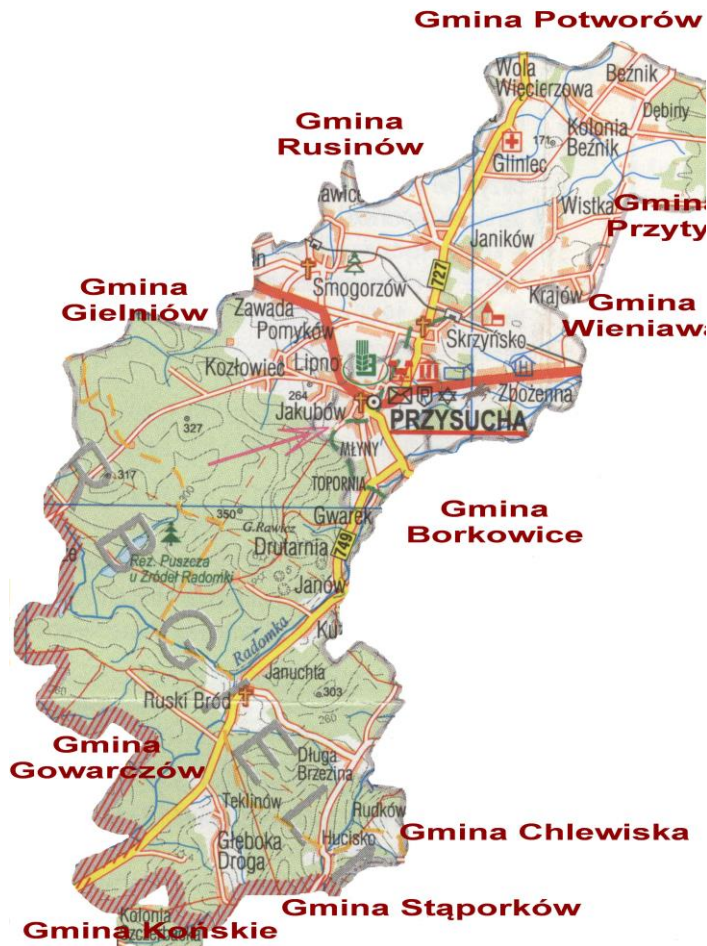 Gmina Potworów
Wola
Więcierzowa
Beźnik
Dębiny
Gmina
Rusinów
Kolonia
Beźnik
Gliniec
Wistka
Gmina
Przyty
727
Janików
Smogorzów
Gmina
Gielniów
Krajów
Gmina
Wieniawa
Zawada
Pomyków
Skrzyńsko
Kozłowiec
Lipno
264
Jakubów
Zbożenna
PRZYSUCHA
327
MŁYNY
317
TOPORNIA
300
350
Gwarek
G. Rawicz
Gmina
Borkowice
Drutarnia
749
Rez. Puszcza
u Źródeł Radomki
Janów
Radomka
Januchta
Ruski Bród
303
260
Gmina
Gowarczów
Długa
Brzezina
Teklinów
Rudków
Gmina Chlewiska
Hucisko
Głęboka
Droga
Gmina Stąporków
Kolonia
Gmina Końskie